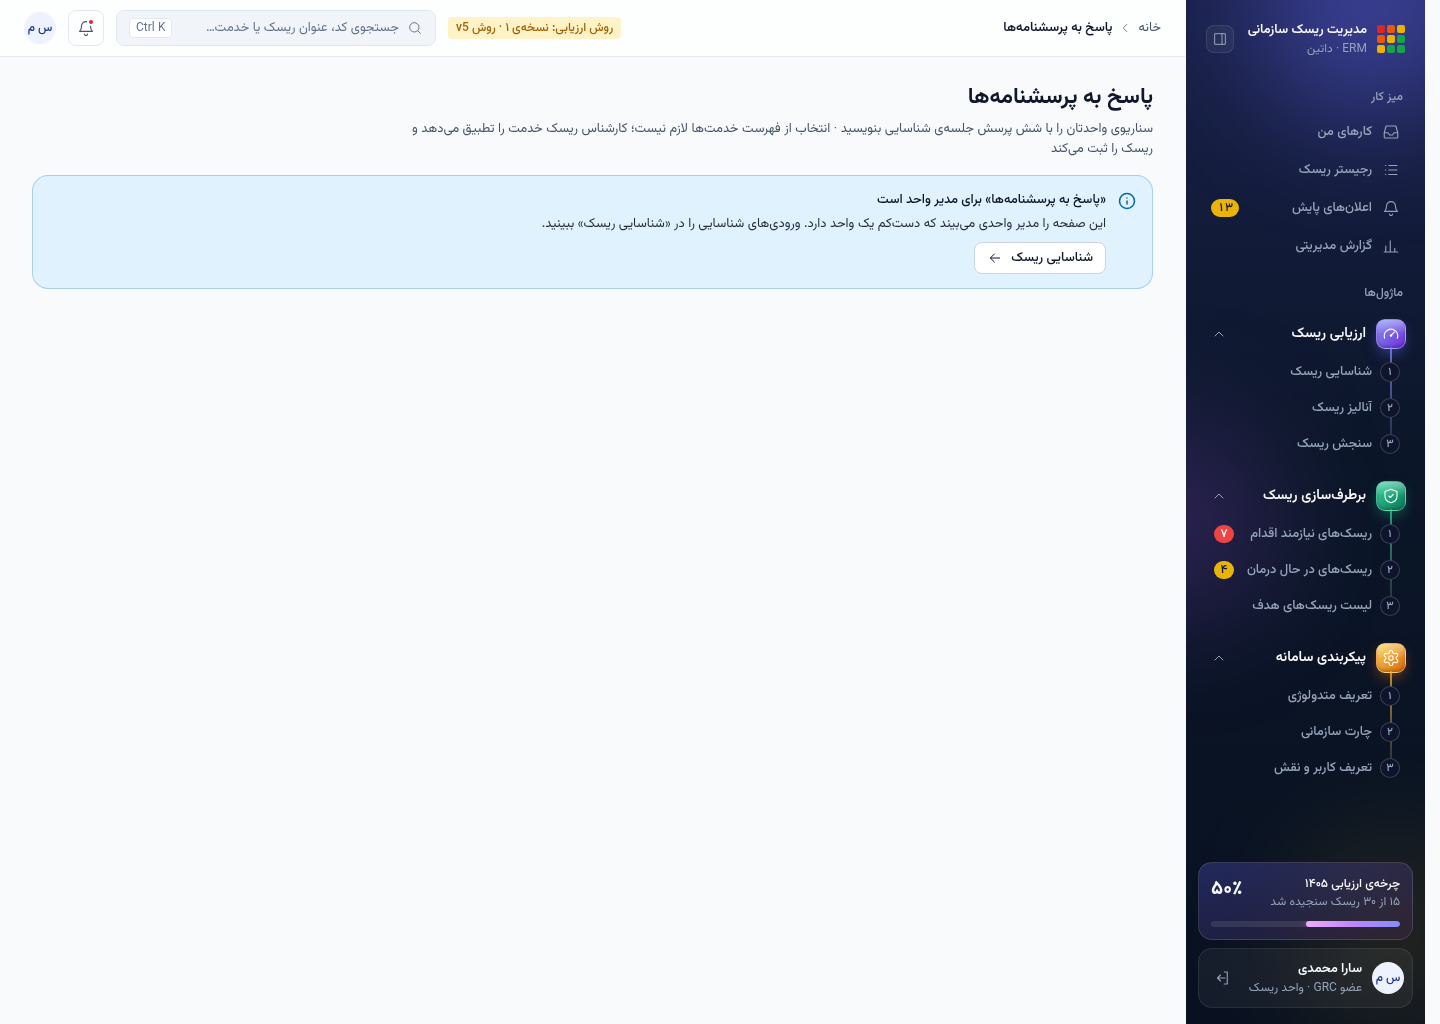 مدیریت ریسک سازمانی
ERM · داتین
میز کار
کارهای من
رجیستر ریسک
اعلان‌های پایش
۱۳
گزارش مدیریتی
ماژول‌ها
ارزیابی ریسک
۱ شناسایی ریسک
۲ آنالیز ریسک
۳ سنجش ریسک
برطرف‌سازی ریسک
۱ ریسک‌های نیازمند اقدام ۷
۲ ریسک‌های در حال درمان ۴
۳ لیست ریسک‌های هدف
پیکربندی سامانه
۱ تعریف متدولوژی
۲ چارت سازمانی
۳ تعریف کاربر و نقش
چرخه‌ی ارزیابی ۱۴۰۵
۵۰٪
۱۵ از ۳۰ ریسک سنجیده شد
س م
سارا محمدی
عضو GRC · واحد ریسک
خانه
پاسخ به پرسشنامه‌ها
روش ارزیابی: نسخه‌ی ۱ · روش v5
جستجوی کد، عنوان ریسک یا خدمت…
Ctrl K
س م
پاسخ به پرسشنامه‌ها
سناریوی واحدتان را با شش پرسش جلسه‌ی شناسایی بنویسید · انتخاب از فهرست خدمت‌ها لازم نیست؛ کارشناس ریسک خدمت را تطبیق می‌دهد و
ریسک را ثبت می‌کند
«پاسخ به پرسشنامه‌ها» برای مدیر واحد است
این صفحه را مدیر واحدی می‌بیند که دست‌کم یک واحد دارد. ورودی‌های شناسایی را در «شناسایی ریسک» ببینید.
شناسایی ریسک